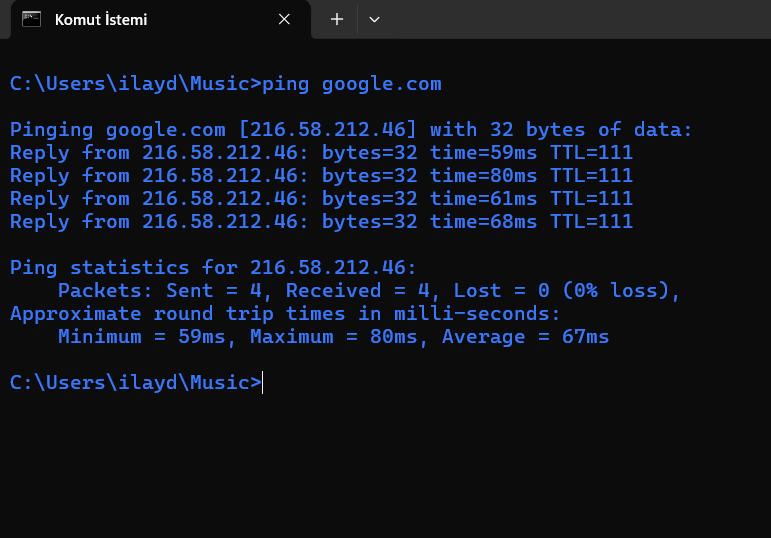 Komut İstemi
C:\Users\ilayd\Music>ping google.com
Pinging google.com [216.58.212.46] with 32 bytes of data:
Reply from 216.58.212.46: bytes=32 time=59ms TTL=111
Reply from 216.58.212.46: bytes=32 time=80ms TTL=111
Reply from 216.58.212.46: bytes=32 time=61ms TTL=111
Reply from 216.58.212.46: bytes=32 time=68ms TTL=111
Ping statistics for 216.58.212.46:
    Packets: Sent = 4, Received = 4, Lost = 0 (0% loss),
Approximate round trip times in milli-seconds:
    Minimum = 59ms, Maximum = 80ms, Average = 67ms
C:\Users\ilayd\Music>